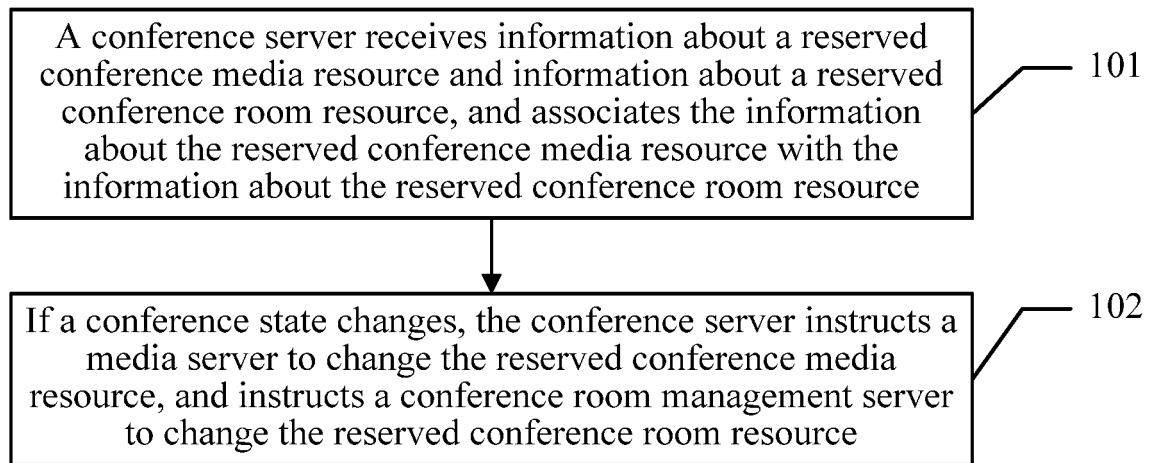 A conference server receives information about a reserved
conference media resource and information about a reserved
conference room resource, and associates the information
about the reserved conference media resource with the
information about the reserved conference room resource
101
If a conference state changes, the conference server instructs a
media server to change the reserved conference media
resource, and instructs a conference room management server
to change the reserved conference room resource
102